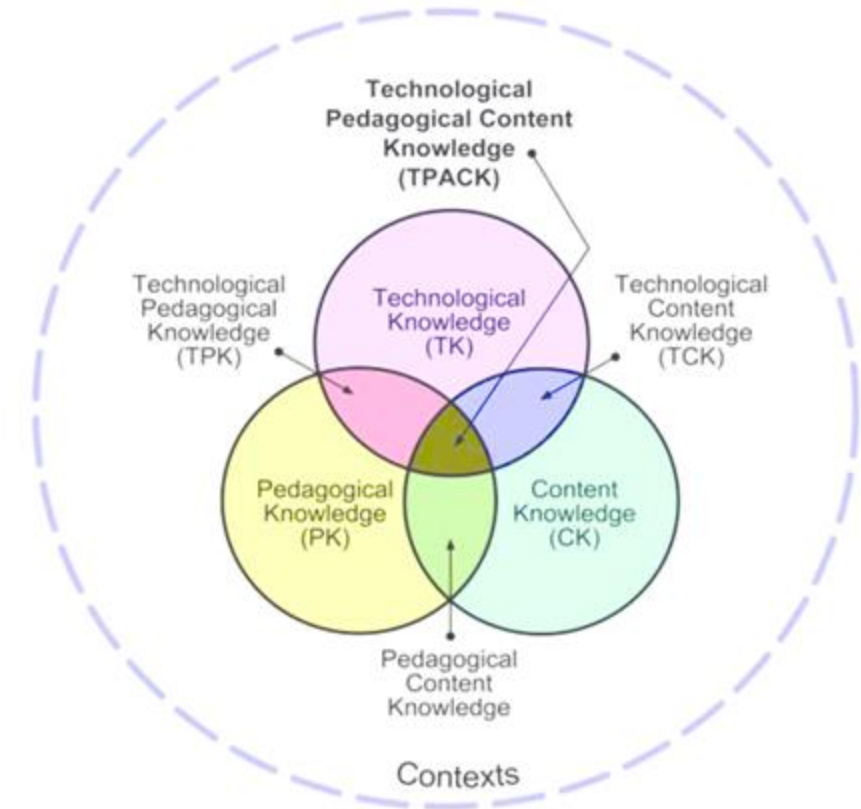 Technological
Pedagogical Content
Knowledge
(TPACK)
Technological
Pedagogical
Knowledge
(TPK)
Technological
Knowledge
(TK)
Technological
Content
Knowledge
(TCK)
Pedagogical
Knowledge
(PK)
Content
Knowledge
(CK)
Pedagogical
Content
Knowledge
Contexts